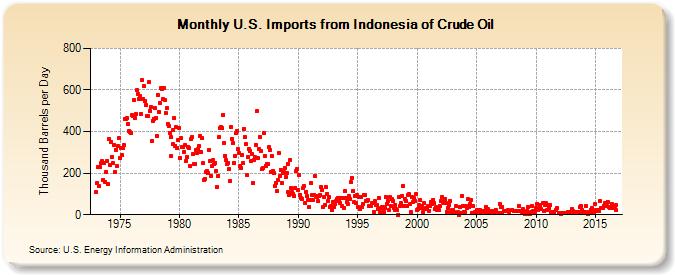 Monthly U.S. Imports from Indonesia of Crude Oil
Thousand Barrels per Day
800
600
400
200
0
1975 1980 1985 1990 1995 2000 2005 2010 2015
Source: U.S. Energy Information Administration